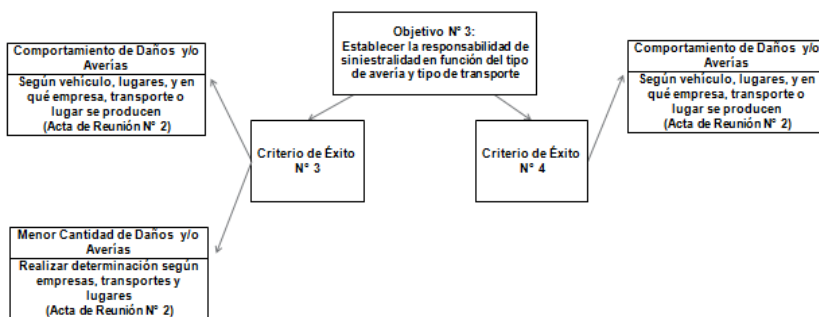 Objetivo N° 3:
Establecer la responsabilidad de
siniestralidad en función del tipo
de avería y tipo de transporte
Comportamiento de Daños y/o
Averías
Según vehículo, lugares, y en
qué empresa, transporte o
lugar se producen
(Acta de Reunión N° 2)
Comportamiento de Daños y/o
Averías
Según vehículo, lugares, y en
qué empresa, transporte o
lugar se producen
(Acta de Reunión N° 2)
Criterio de Éxito
N° 3
Criterio de Éxito
N° 4
Menor Cantidad de Daños y/o
Averías
Realizar determinación según
empresas, transportes y
lugares
(Acta de Reunión N° 2)